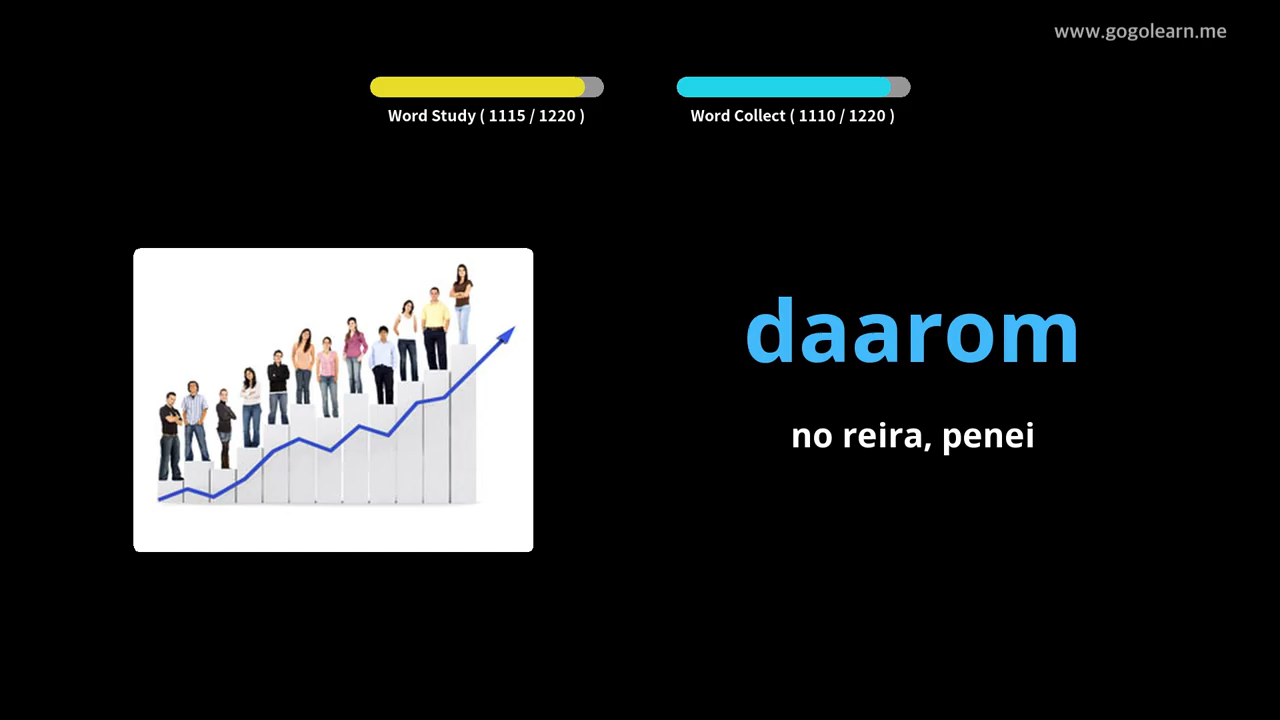 www.gogolearn.me
Word Study ( 1115 / 1220 )
Word Collect ( 1110 / 1220 )
daarom
no reira, penei